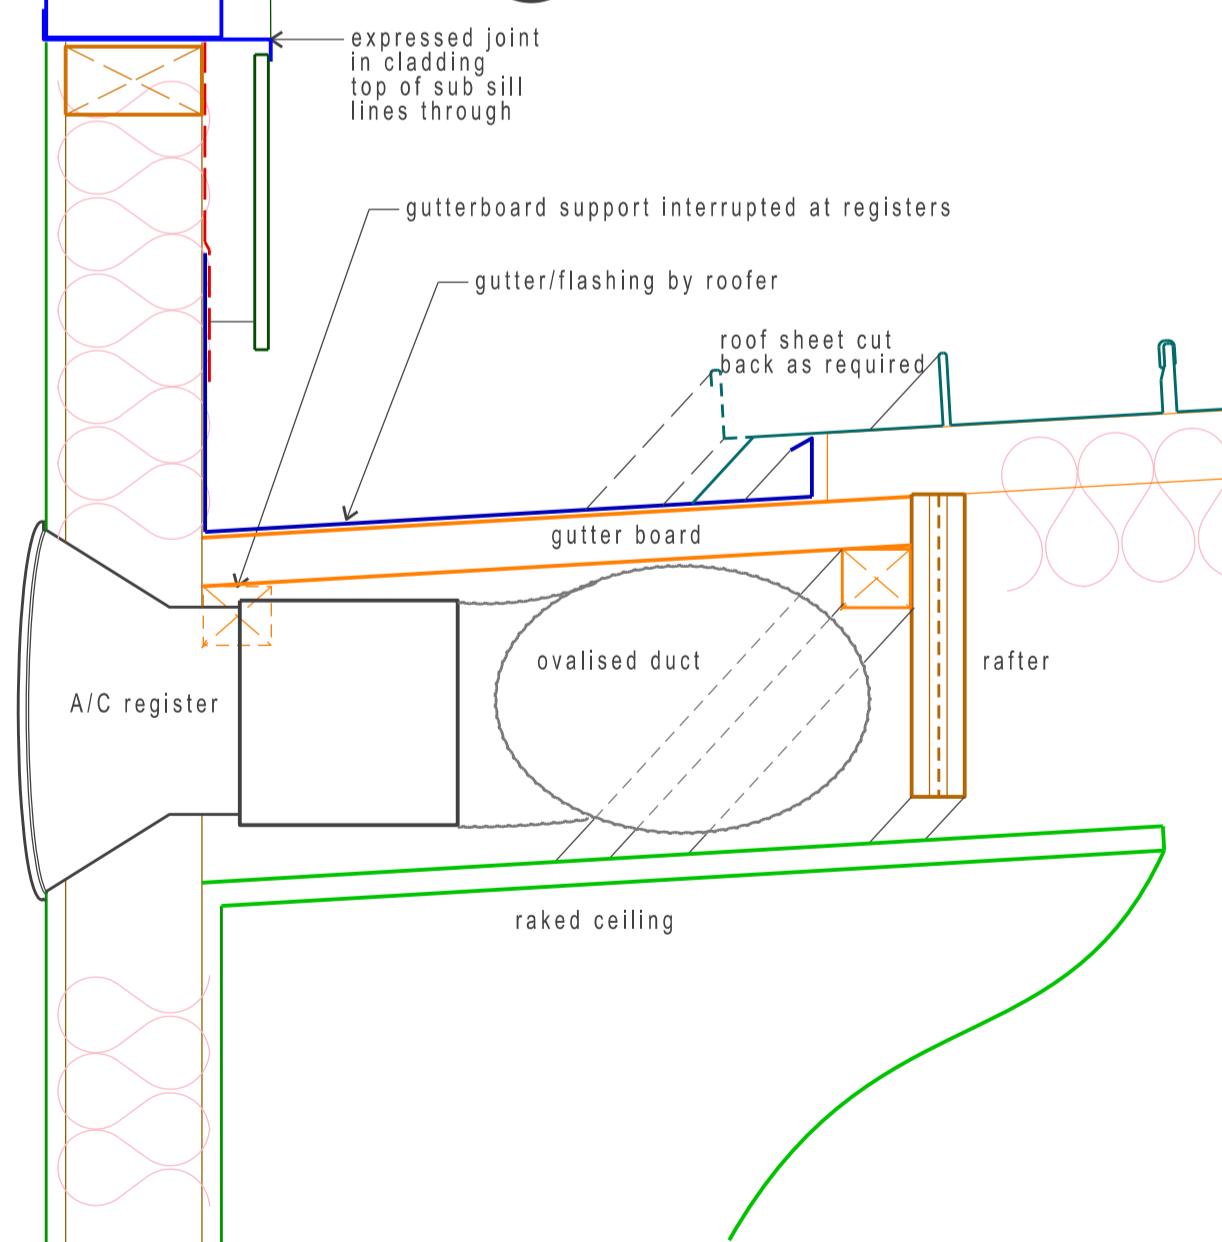 expressed joint
in cladding
top of sub sill
lines through
gutterboard support interrupted at registers
gutter/flashing by roofer
roof sheet cut
back as required
gutter board
ovalised duct
rafter
A/C register
raked ceiling